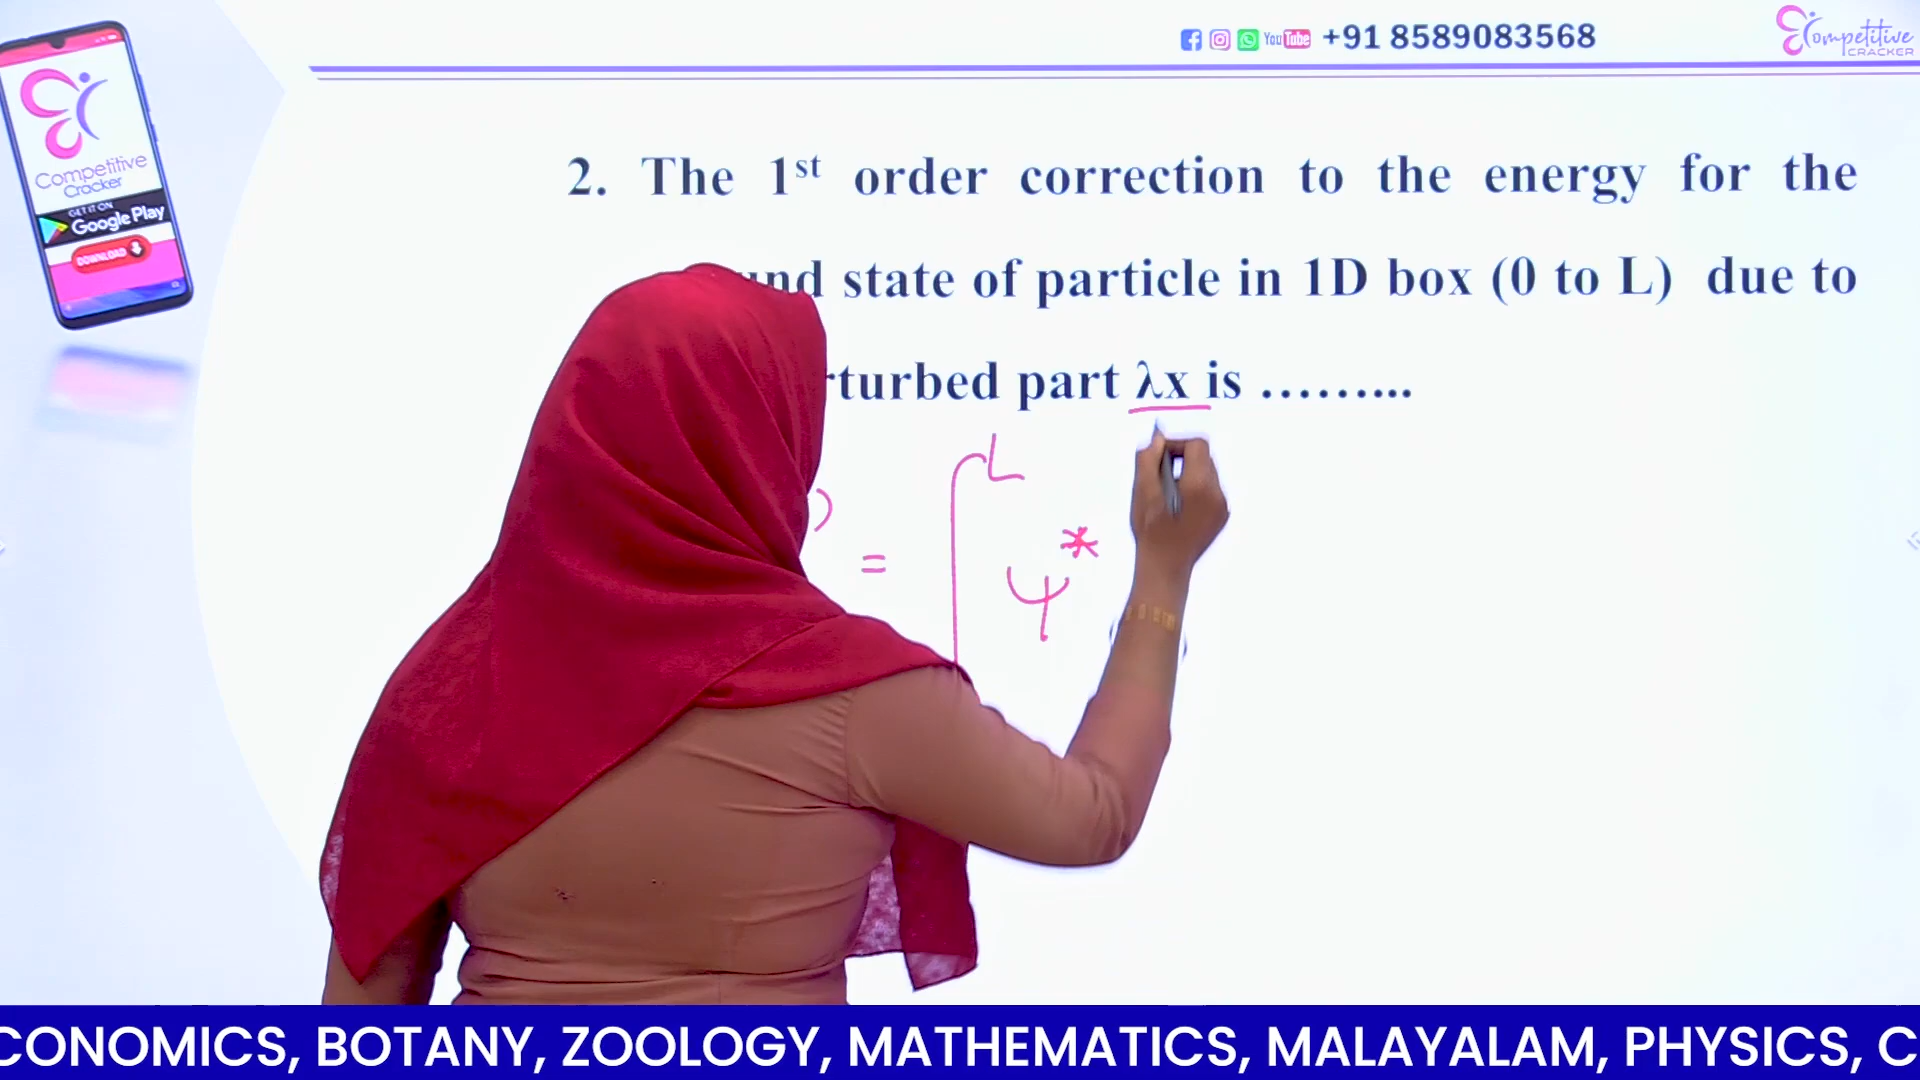 +91 8589083568
Competitive
CRACKER
Competitive
Cracker
GET IT ON
Google Play
DOWNLOAD
You Tube
2. The 1st order correction to the energy for the
state of particle in 1D box (0 to L) due to
part λx is ………...
L
) = ψ*
CONOMICS, BOTANY, ZOOLOGY, MATHEMATICS, MALAYALAM, PHYSICS, C